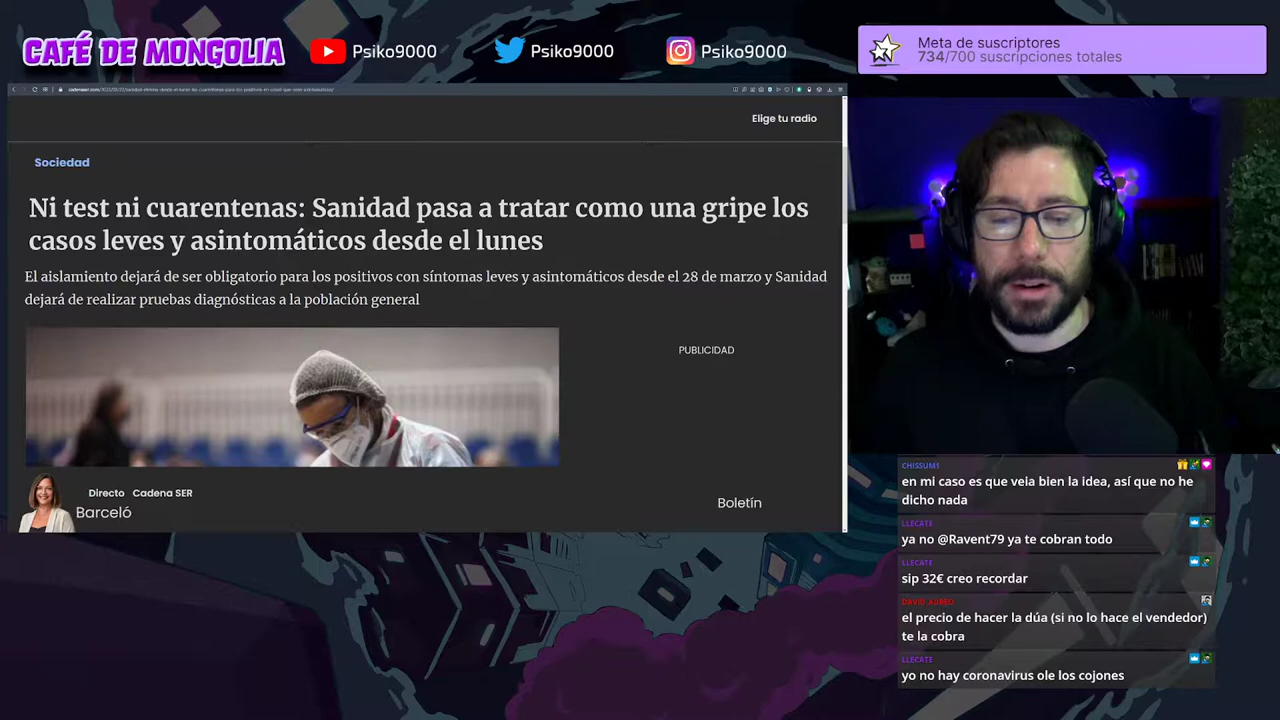 CAFÉ DE MONGOLIA
Psiko9000
Psiko9000
Psiko9000
Meta de suscriptores
734/700 suscripciones totales
Elige tu radio
Sociedad
Ni test ni cuarentenas: Sanidad pasa a tratar como una gripe los
casos leves y asintomáticos desde el lunes
El aislamiento dejará de ser obligatorio para los positivos con síntomas leves y asintomáticos desde el 28 de marzo y Sanidad
dejará de realizar pruebas diagnósticas a la población general
PUBLICIDAD
Directo Cadena SER
Barceló
Boletín
CHISSUM1
en mi caso es que veia bien la idea, así que no he
dicho nada
LLECATE
ya no @Ravent79 ya te cobran todo
LLECATE
sip 32€ creo recordar
el precio de hacer la dúa (si no lo hace el vendedor)
te la cobra
LLECATE
yo no hay coronavirus ole los cojones